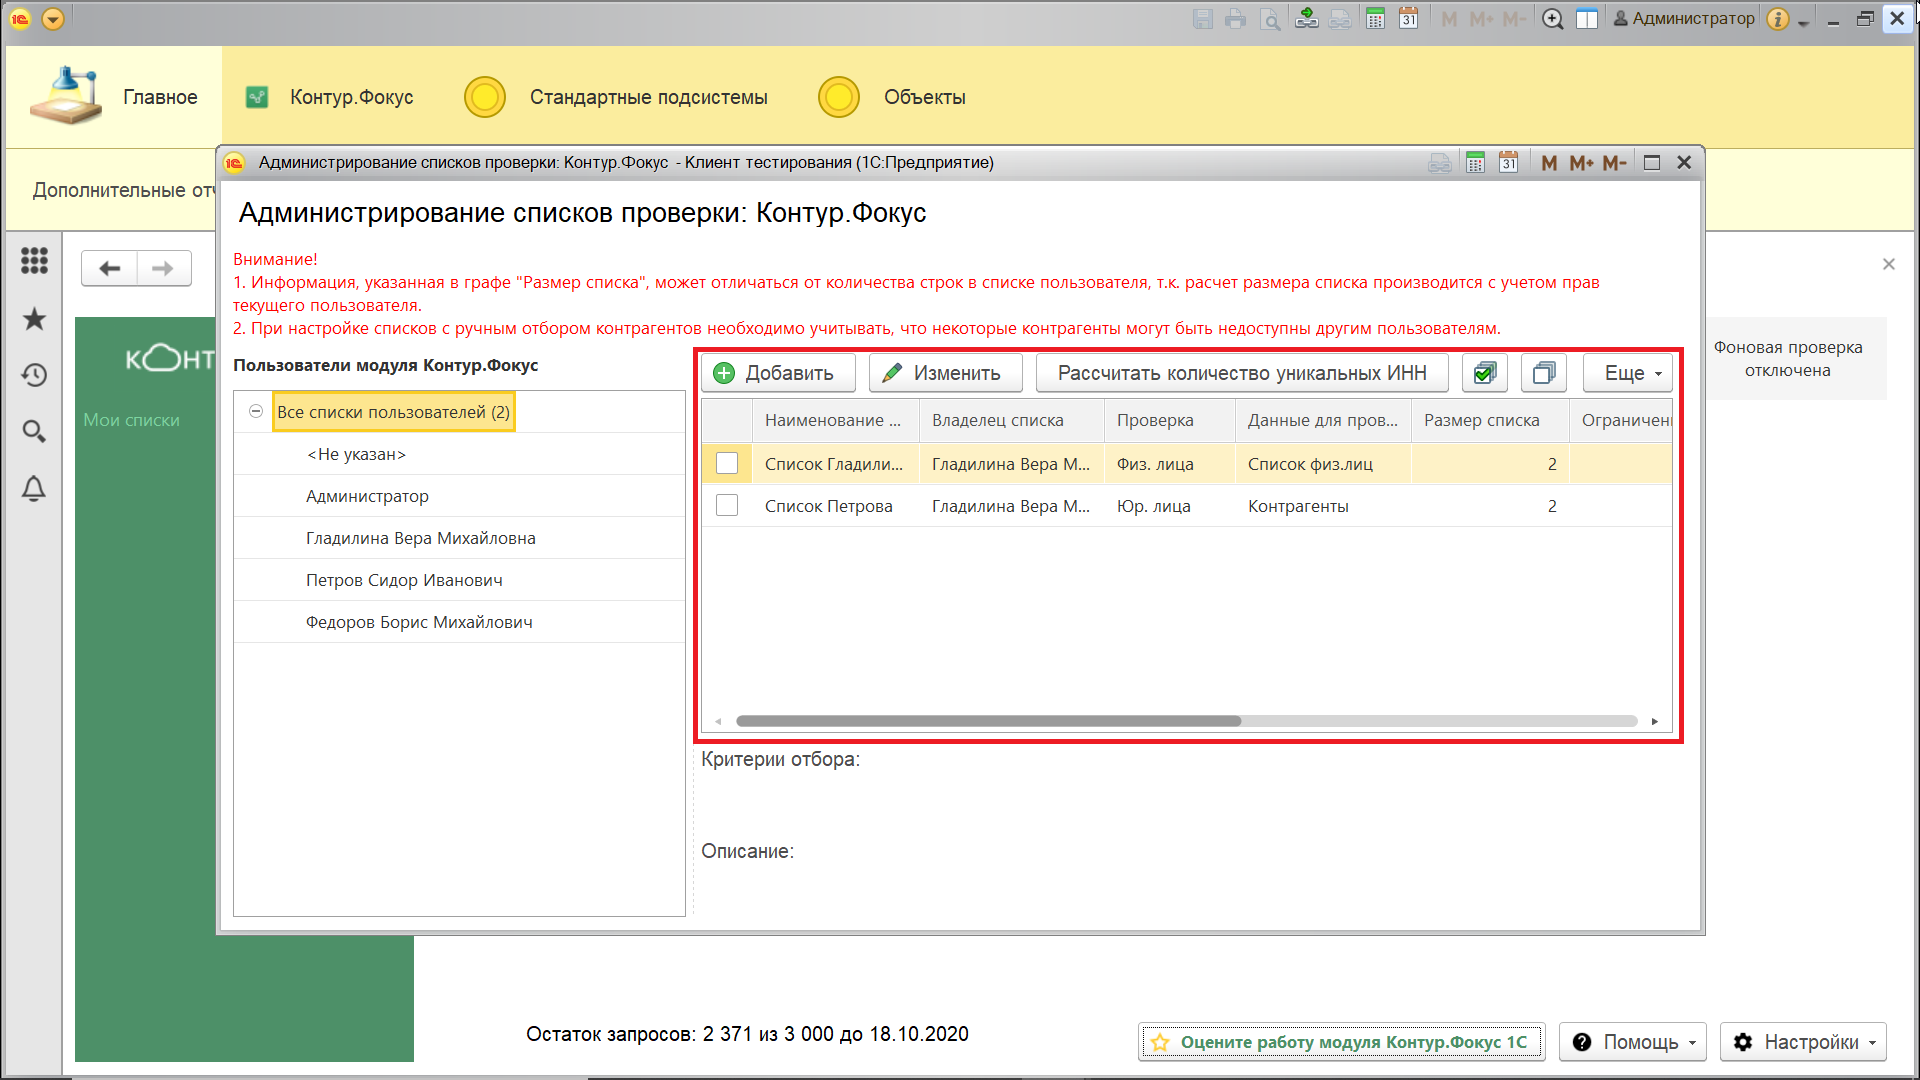 Администратор
Главное
Контур.Фокус
Стандартные подсистемы
Объекты
Администрирование списков проверки: Контур.Фокус - Клиент тестирования (1С:Предприятие)
31
M M+ M-
Дополнительные отч
Администрирование списков проверки: Контур.Фокус
Внимание!
1. Информация, указанная в графе "Размер списка", может отличаться от количества строк в списке пользователя, т.к. расчет размера списка производится с учетом прав
текущего пользователя.
2. При настройке списков с ручным отбором контрагентов необходимо учитывать, что некоторые контрагенты могут быть недоступны другим пользователям.
КОНТ
Мои списки
Фоновая проверка
отключена
Пользователи модуля Контур.Фокус
Все списки пользователей (2)
<Не указан>
Администратор
Гладилина Вера Михайловна
Петров Сидор Иванович
Федоров Борис Михайлович
Добавить
Изменить
Рассчитать количество уникальных ИНН
Еще
Наименование ... Владелец списка Проверка Данные для пров... Размер списка Ограничен
Список Гладили... Гладилина Вера М... Физ. лица Список физ.лиц 2
Список Петрова Гладилина Вера М... Юр. лица Контрагенты 2
Критерии отбора:
Описание:
Остаток запросов: 2 371 из 3 000 до 18.10.2020
Оцените работу модуля Контур.Фокус 1С
Помощь
Настройки